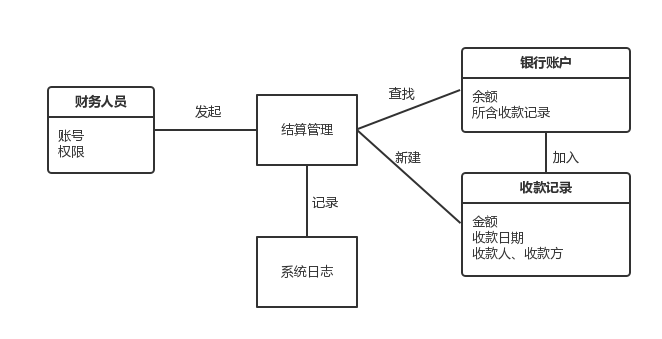 财务人员
账号
权限
发起
结算管理
记录
系统日志
查找
新建
银行账户
余额
所含收款记录
加入
收款记录
金额
收款日期
收款人、收款方